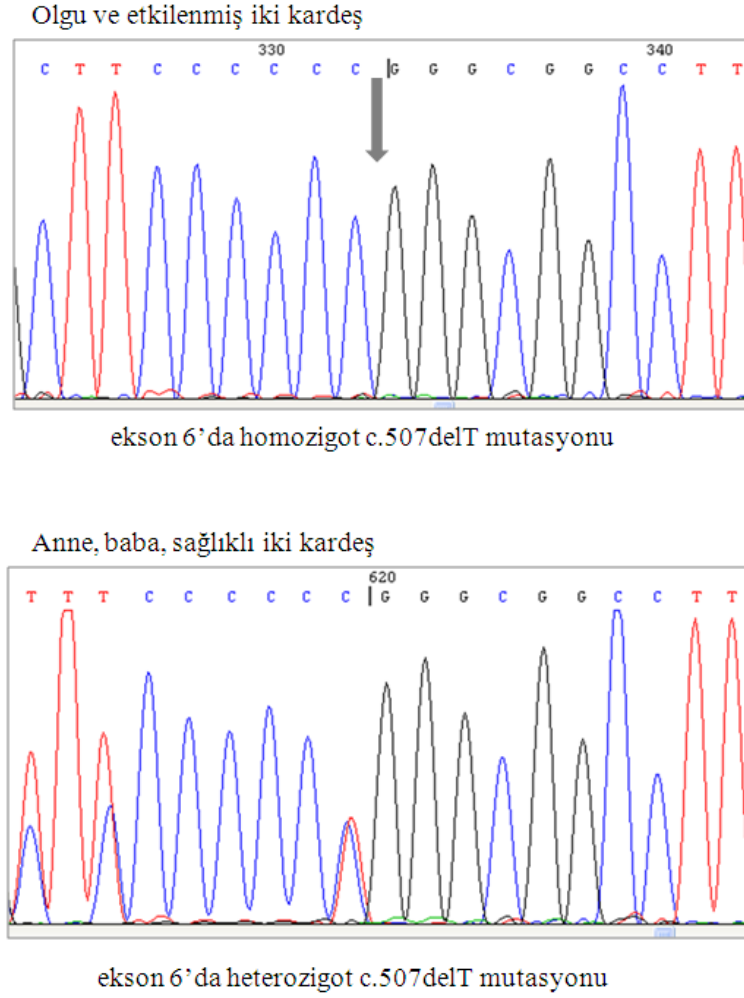 Olgu ve etkilenmiş iki kardeş
330 340
C T T C C C C C C G G G C G G C C T T
ekson 6’da homozigot c.507delT mutasyonu
Anne, baba, sağlıklı iki kardeş
620
T T T C C C C C C G G G C G G C C T T
ekson 6’da heterozigot c.507delT mutasyonu